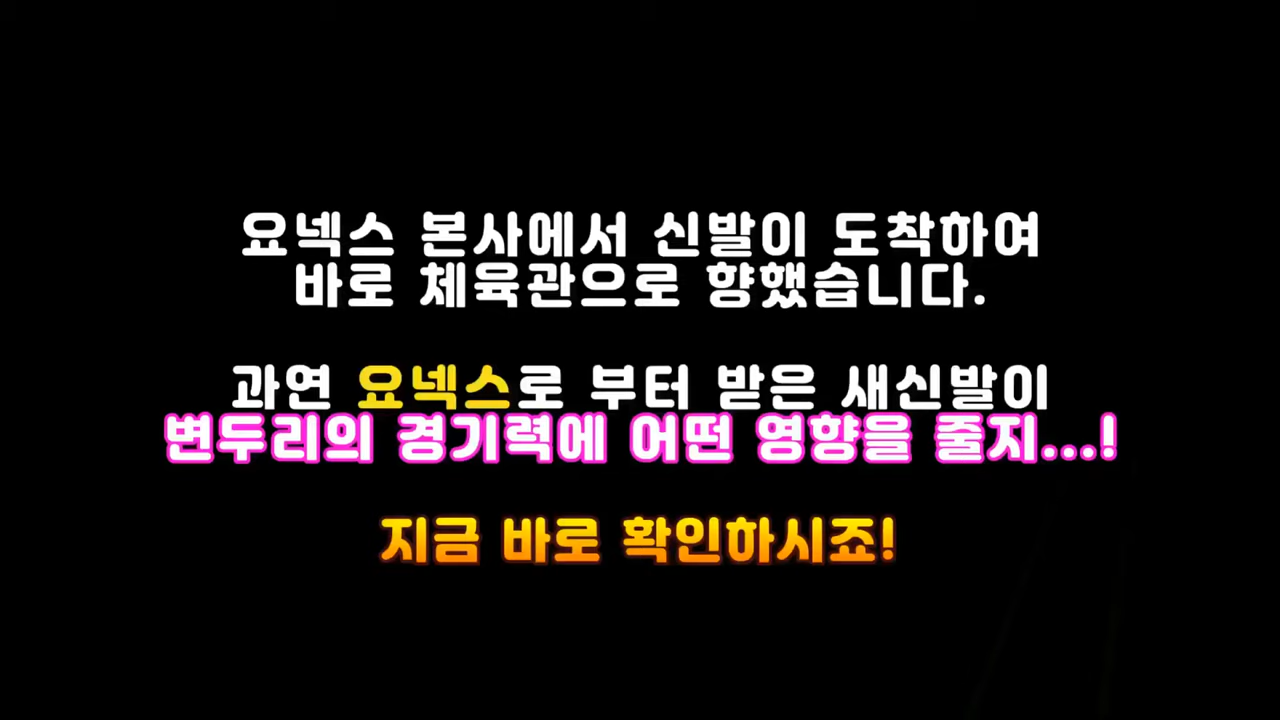 요넥스 본사에서 신발이 도착하여
바로 체육관으로 향했습니다.
과연 요넥스로 부터 받은 새신발이
변두리의 경기력에 어떤 영향을 줄지...!
지금 바로 확인하시죠!